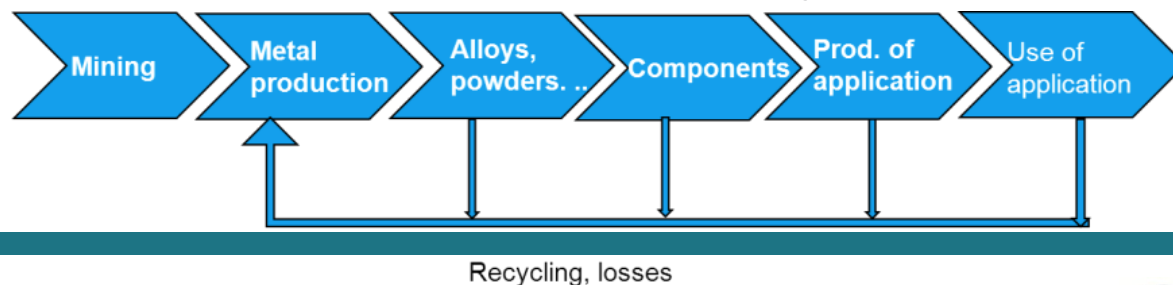 Mining
Metal
production
Alloys,
powders. ..
Components
Prod. of
application
Use of
application
Recycling, losses